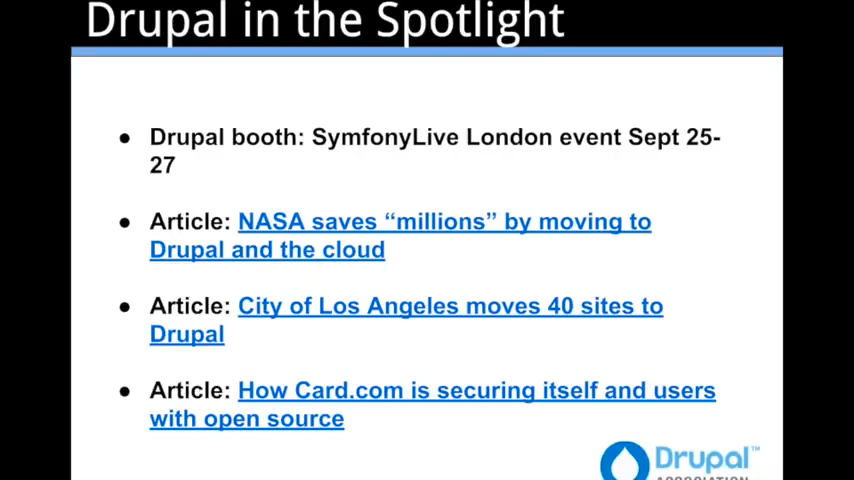 Drupal in the Spotlight
● Drupal booth: SymfonyLive London event Sept 25-
27
● Article: NASA saves “millions” by moving to
Drupal and the cloud
● Article: City of Los Angeles moves 40 sites to
Drupal
● Article: How Card.com is securing itself and users
with open source
Drupal™
ASSOCIATION